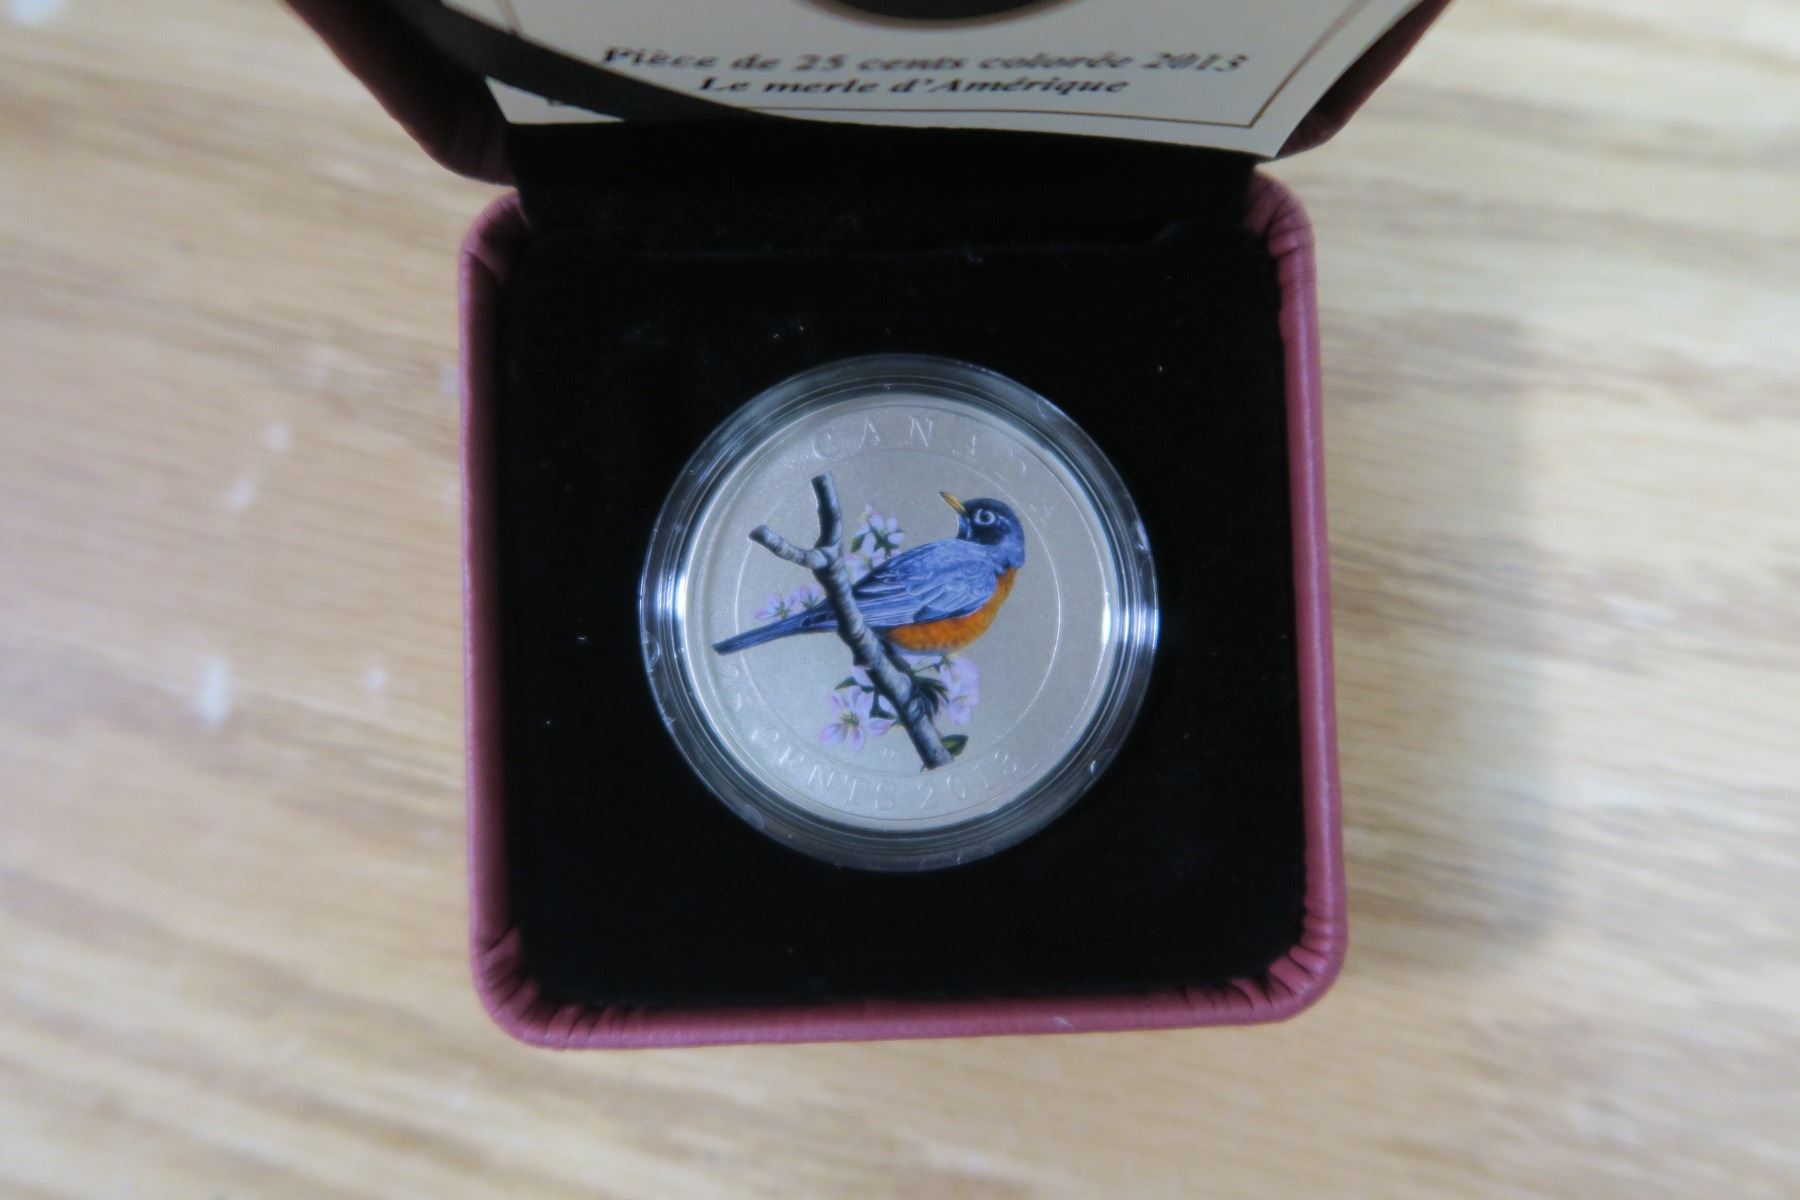 Pièce de 25 cents colorée 2013
Le merle d'Amérique
CANADA
25 CENTS 2013